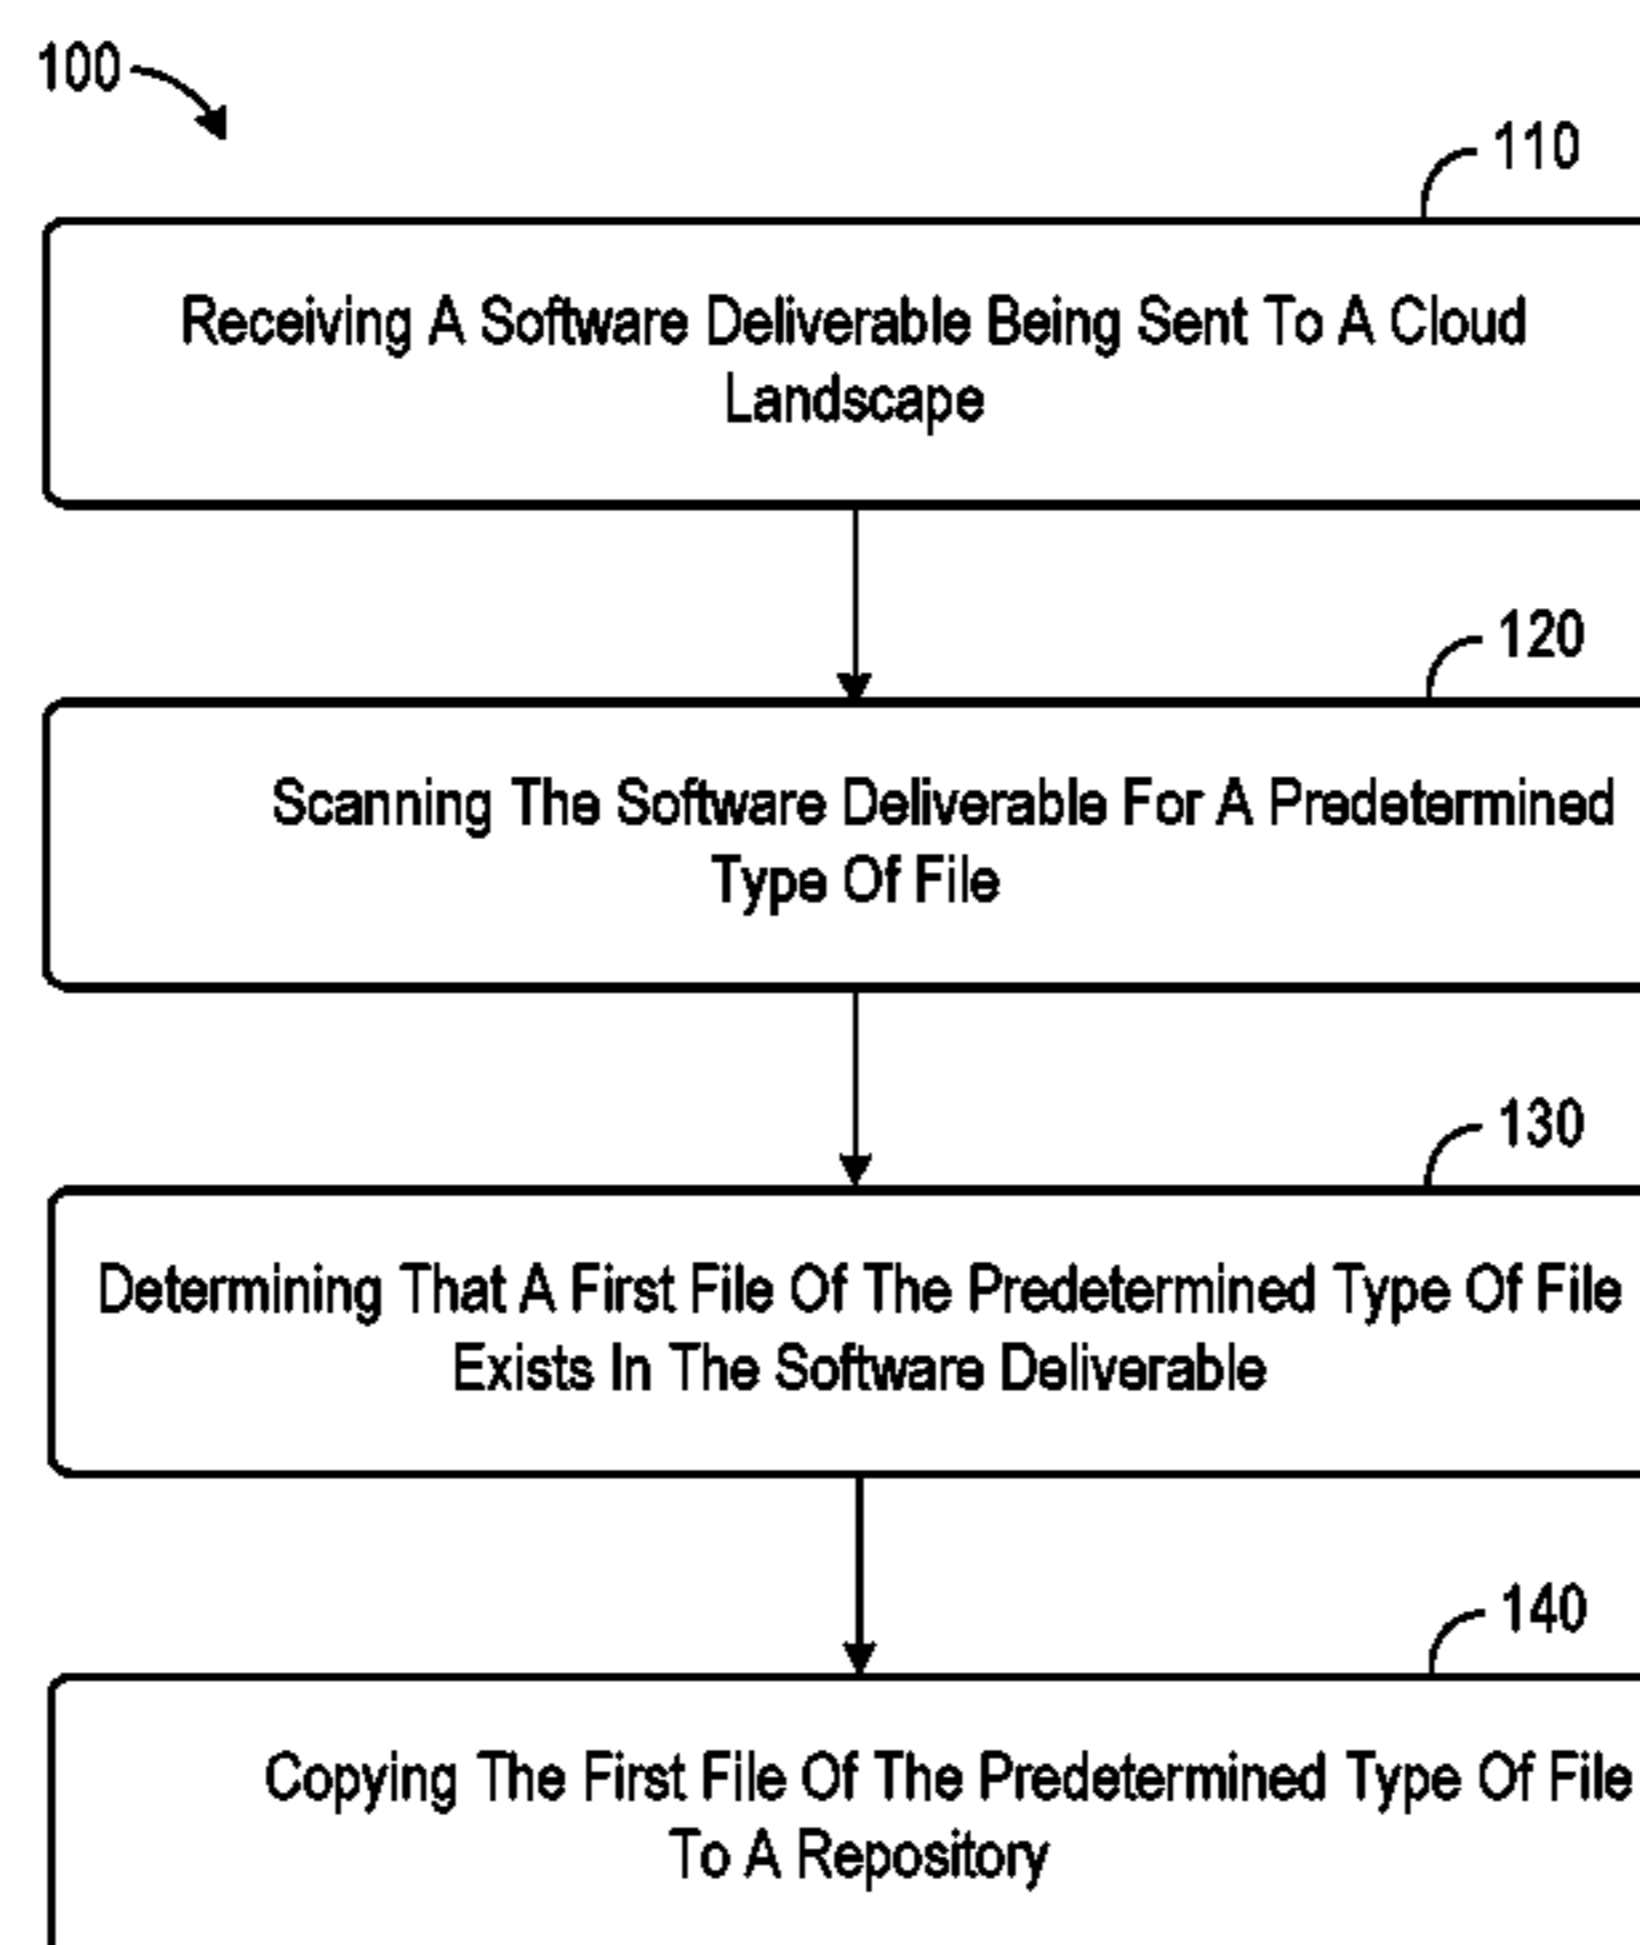 100
110
Receiving A Software Deliverable Being Sent To A Cloud
Landscape
120
Scanning The Software Deliverable For A Predetermined
Type Of File
130
Determining That A First File Of The Predetermined Type Of File
Exists In The Software Deliverable
140
Copying The First File Of The Predetermined Type Of File
To A Repository